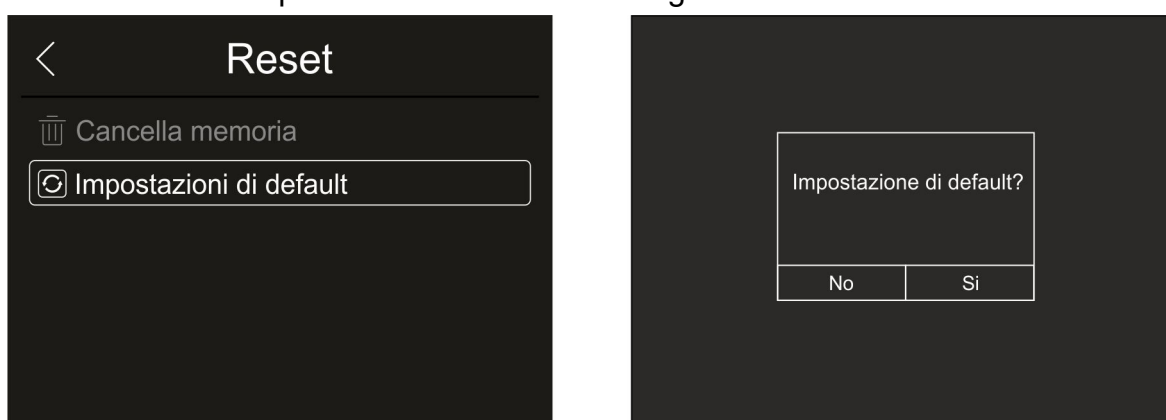 Reset
Cancella memoria
Impostazioni di default
Impostazione di default?
No Si